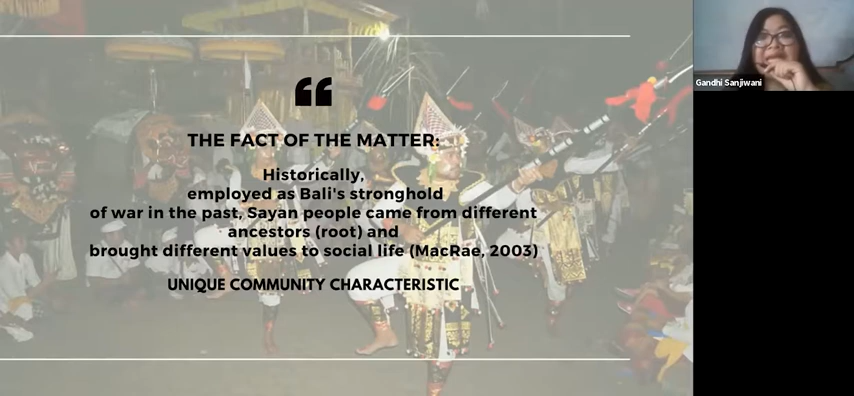 ❝
THE FACT OF THE MATTER:
Historically,
employed as Bali's stronghold
of war in the past, Sayan people came from different
ancestors (root) and
brought different values to social life (MacRae, 2003)
UNIQUE COMMUNITY CHARACTERISTIC
Gandhi Sanjiwani